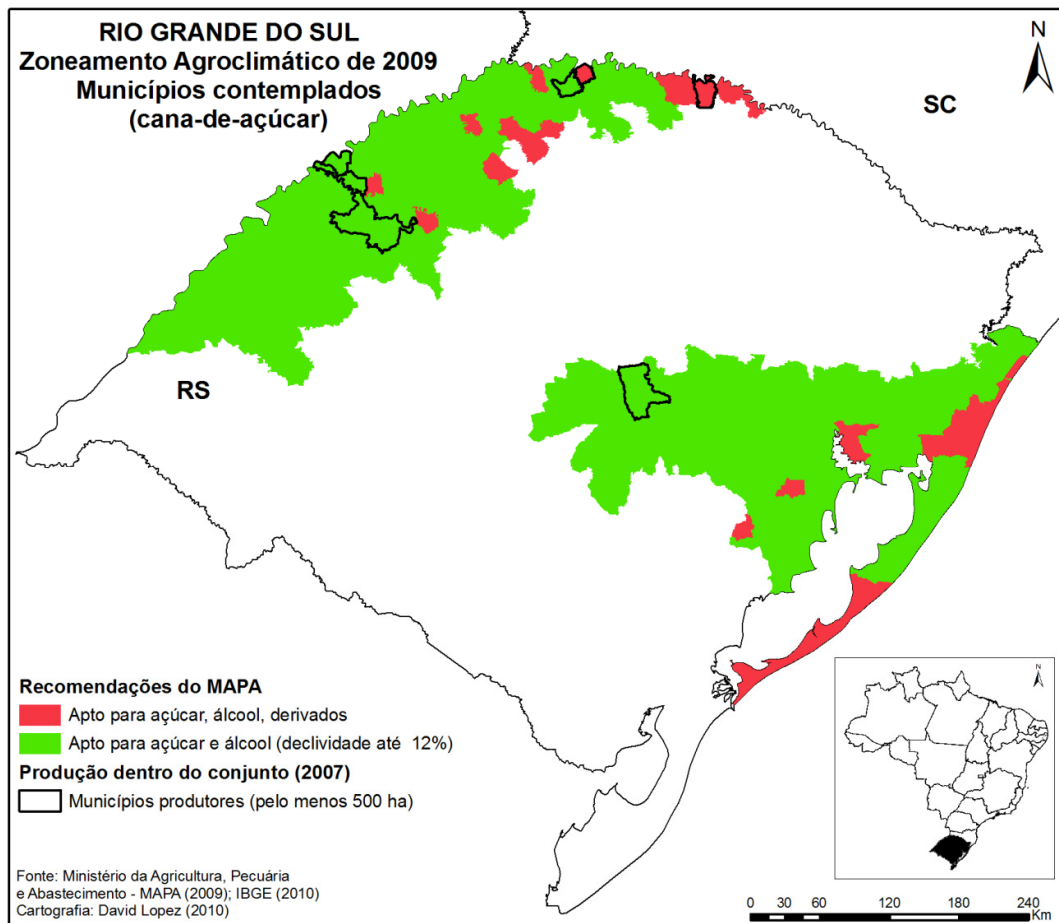 RIO GRANDE DO SUL
Zoneamento Agroclimático de 2009
Municípios contemplados
(cana-de-açúcar)
N
SC
RS
Recomendações do MAPA
Apto para açúcar, álcool, derivados
Apto para açúcar e álcool (declividade até 12%)
Produção dentro do conjunto (2007)
Municípios produtores (pelo menos 500 ha)
Fonte: Ministério da Agricultura, Pecuária
e Abastecimento - MAPA (2009); IBGE (2010)
Cartografia: David Lopez (2010)
N
0 30 60 120 180 240
Km